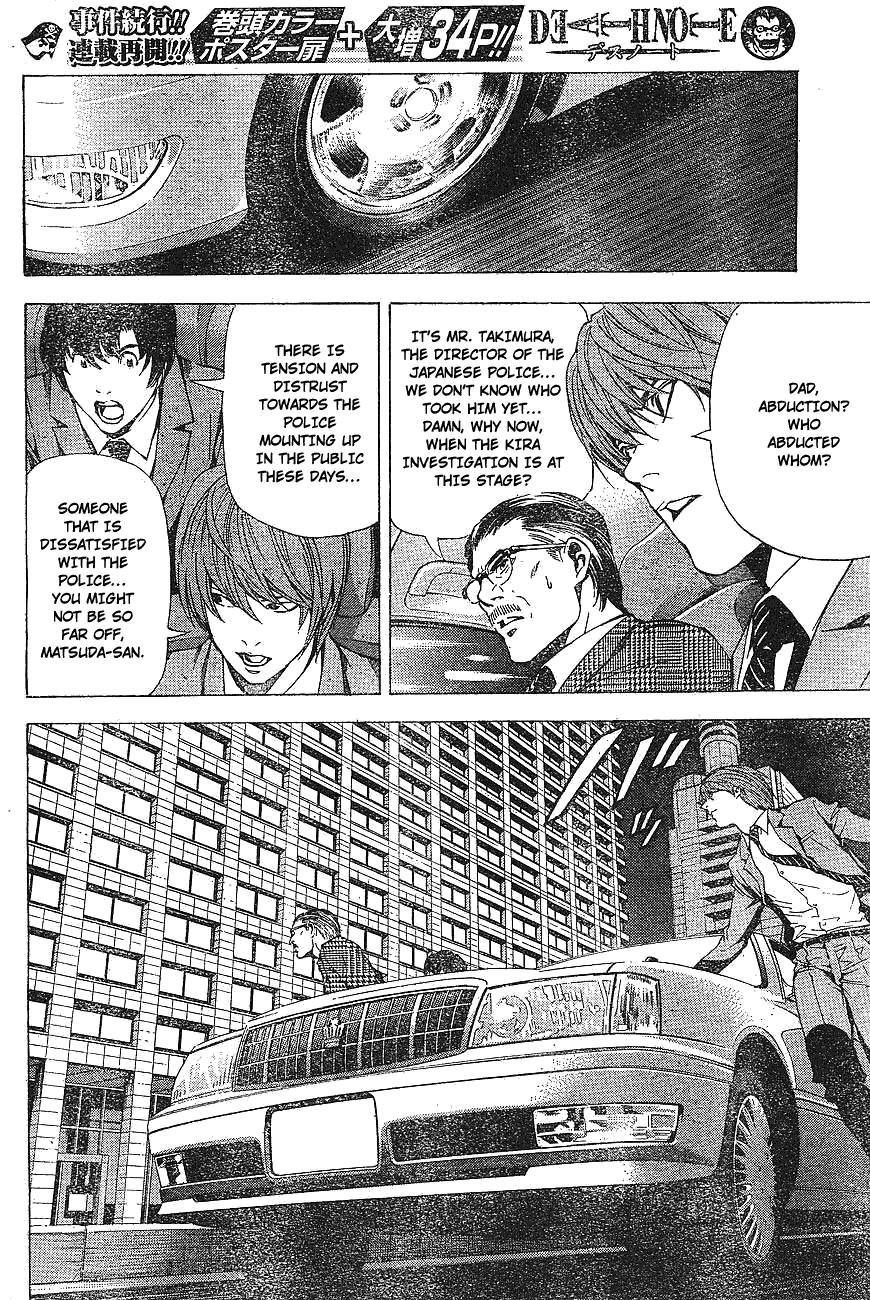 事件続行!!
連載再開!!!
巻頭カラー
ポスター扉
+
大増34P!!
DEATHNOTE
デスノート
DAD,
ABDUCTION?
WHO
ABDUCTED
WHOM?
IT'S MR. TAKIMURA,
THE DIRECTOR OF THE
JAPANESE POLICE...
WE DON'T KNOW WHO
TOOK HIM YET...
DAMN, WHY NOW,
WHEN THE KIRA
INVESTIGATION IS AT
THIS STAGE?
THERE IS
TENSION AND
DISTRUST
TOWARDS THE
POLICE
MOUNTING UP
IN THE PUBLIC
THESE DAYS...
SOMEONE
THAT IS
DISSATISFIED
WITH THE
POLICE...
YOU MIGHT
NOT BE SO
FAR OFF,
MATSUDA-SAN.